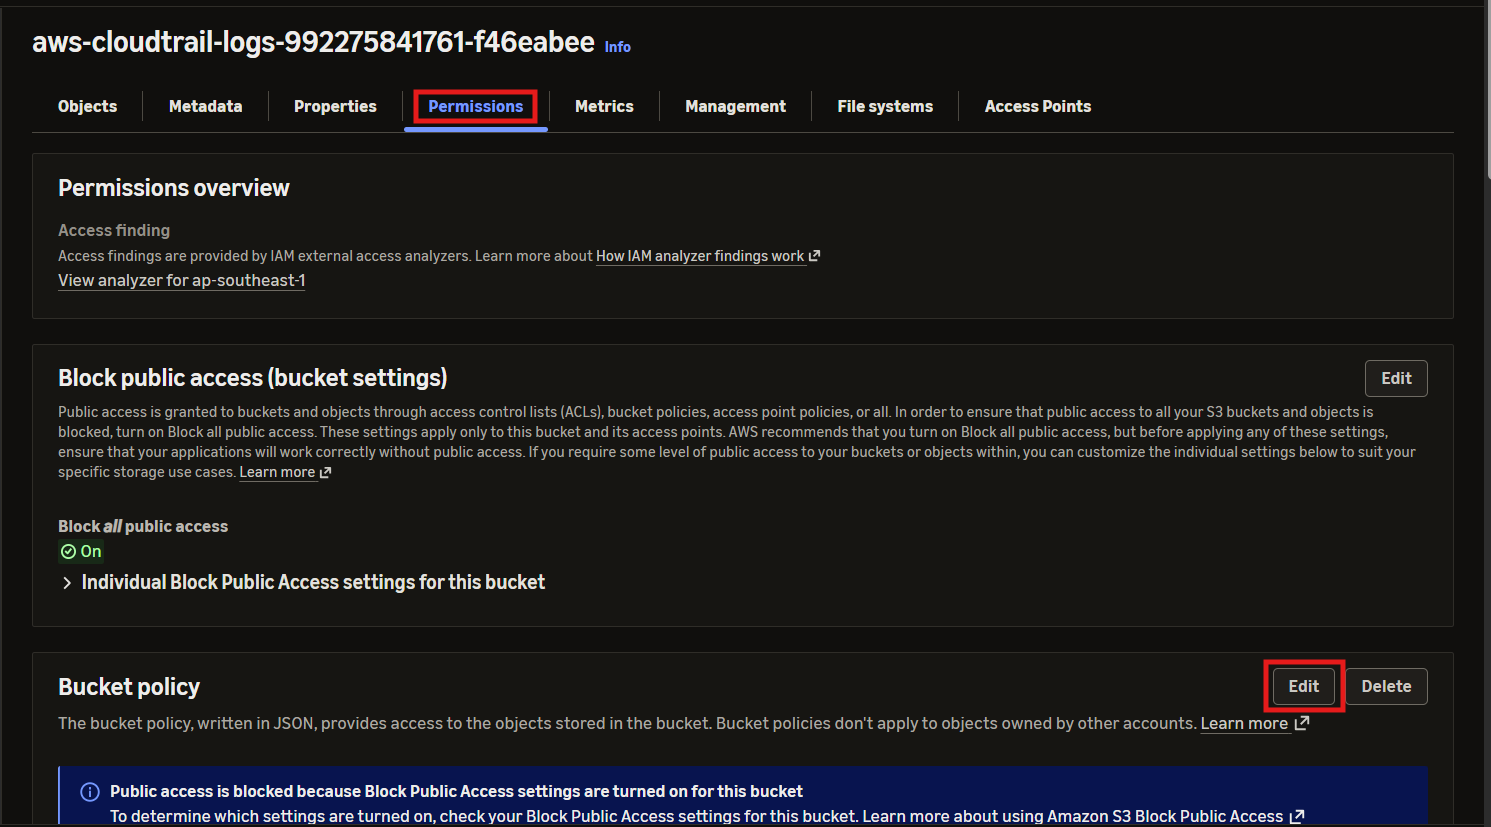 aws-cloudtrail-logs-992275841761-f46eabee Info
Objects Metadata Properties Permissions Metrics Management File systems Access Points
Permissions overview
Access finding
Access findings are provided by IAM external access analyzers. Learn more about How IAM analyzer findings work
View analyzer for ap-southeast-1
Block public access (bucket settings) Edit
Public access is granted to buckets and objects through access control lists (ACLs), bucket policies, access point policies, or all. In order to ensure that public access to all your S3 buckets and objects is
blocked, turn on Block all public access. These settings apply only to this bucket and its access points. AWS recommends that you turn on Block all public access, but before applying any of these settings,
ensure that your applications will work correctly without public access. If you require some level of public access to your buckets or objects within, you can customize the individual settings below to suit your
specific storage use cases. Learn more
Block all public access
On
Individual Block Public Access settings for this bucket
Bucket policy Edit Delete
The bucket policy, written in JSON, provides access to the objects stored in the bucket. Bucket policies don't apply to objects owned by other accounts. Learn more
Public access is blocked because Block Public Access settings are turned on for this bucket
To determine which settings are turned on, check your Block Public Access settings for this bucket. Learn more about using Amazon S3 Block Public Access